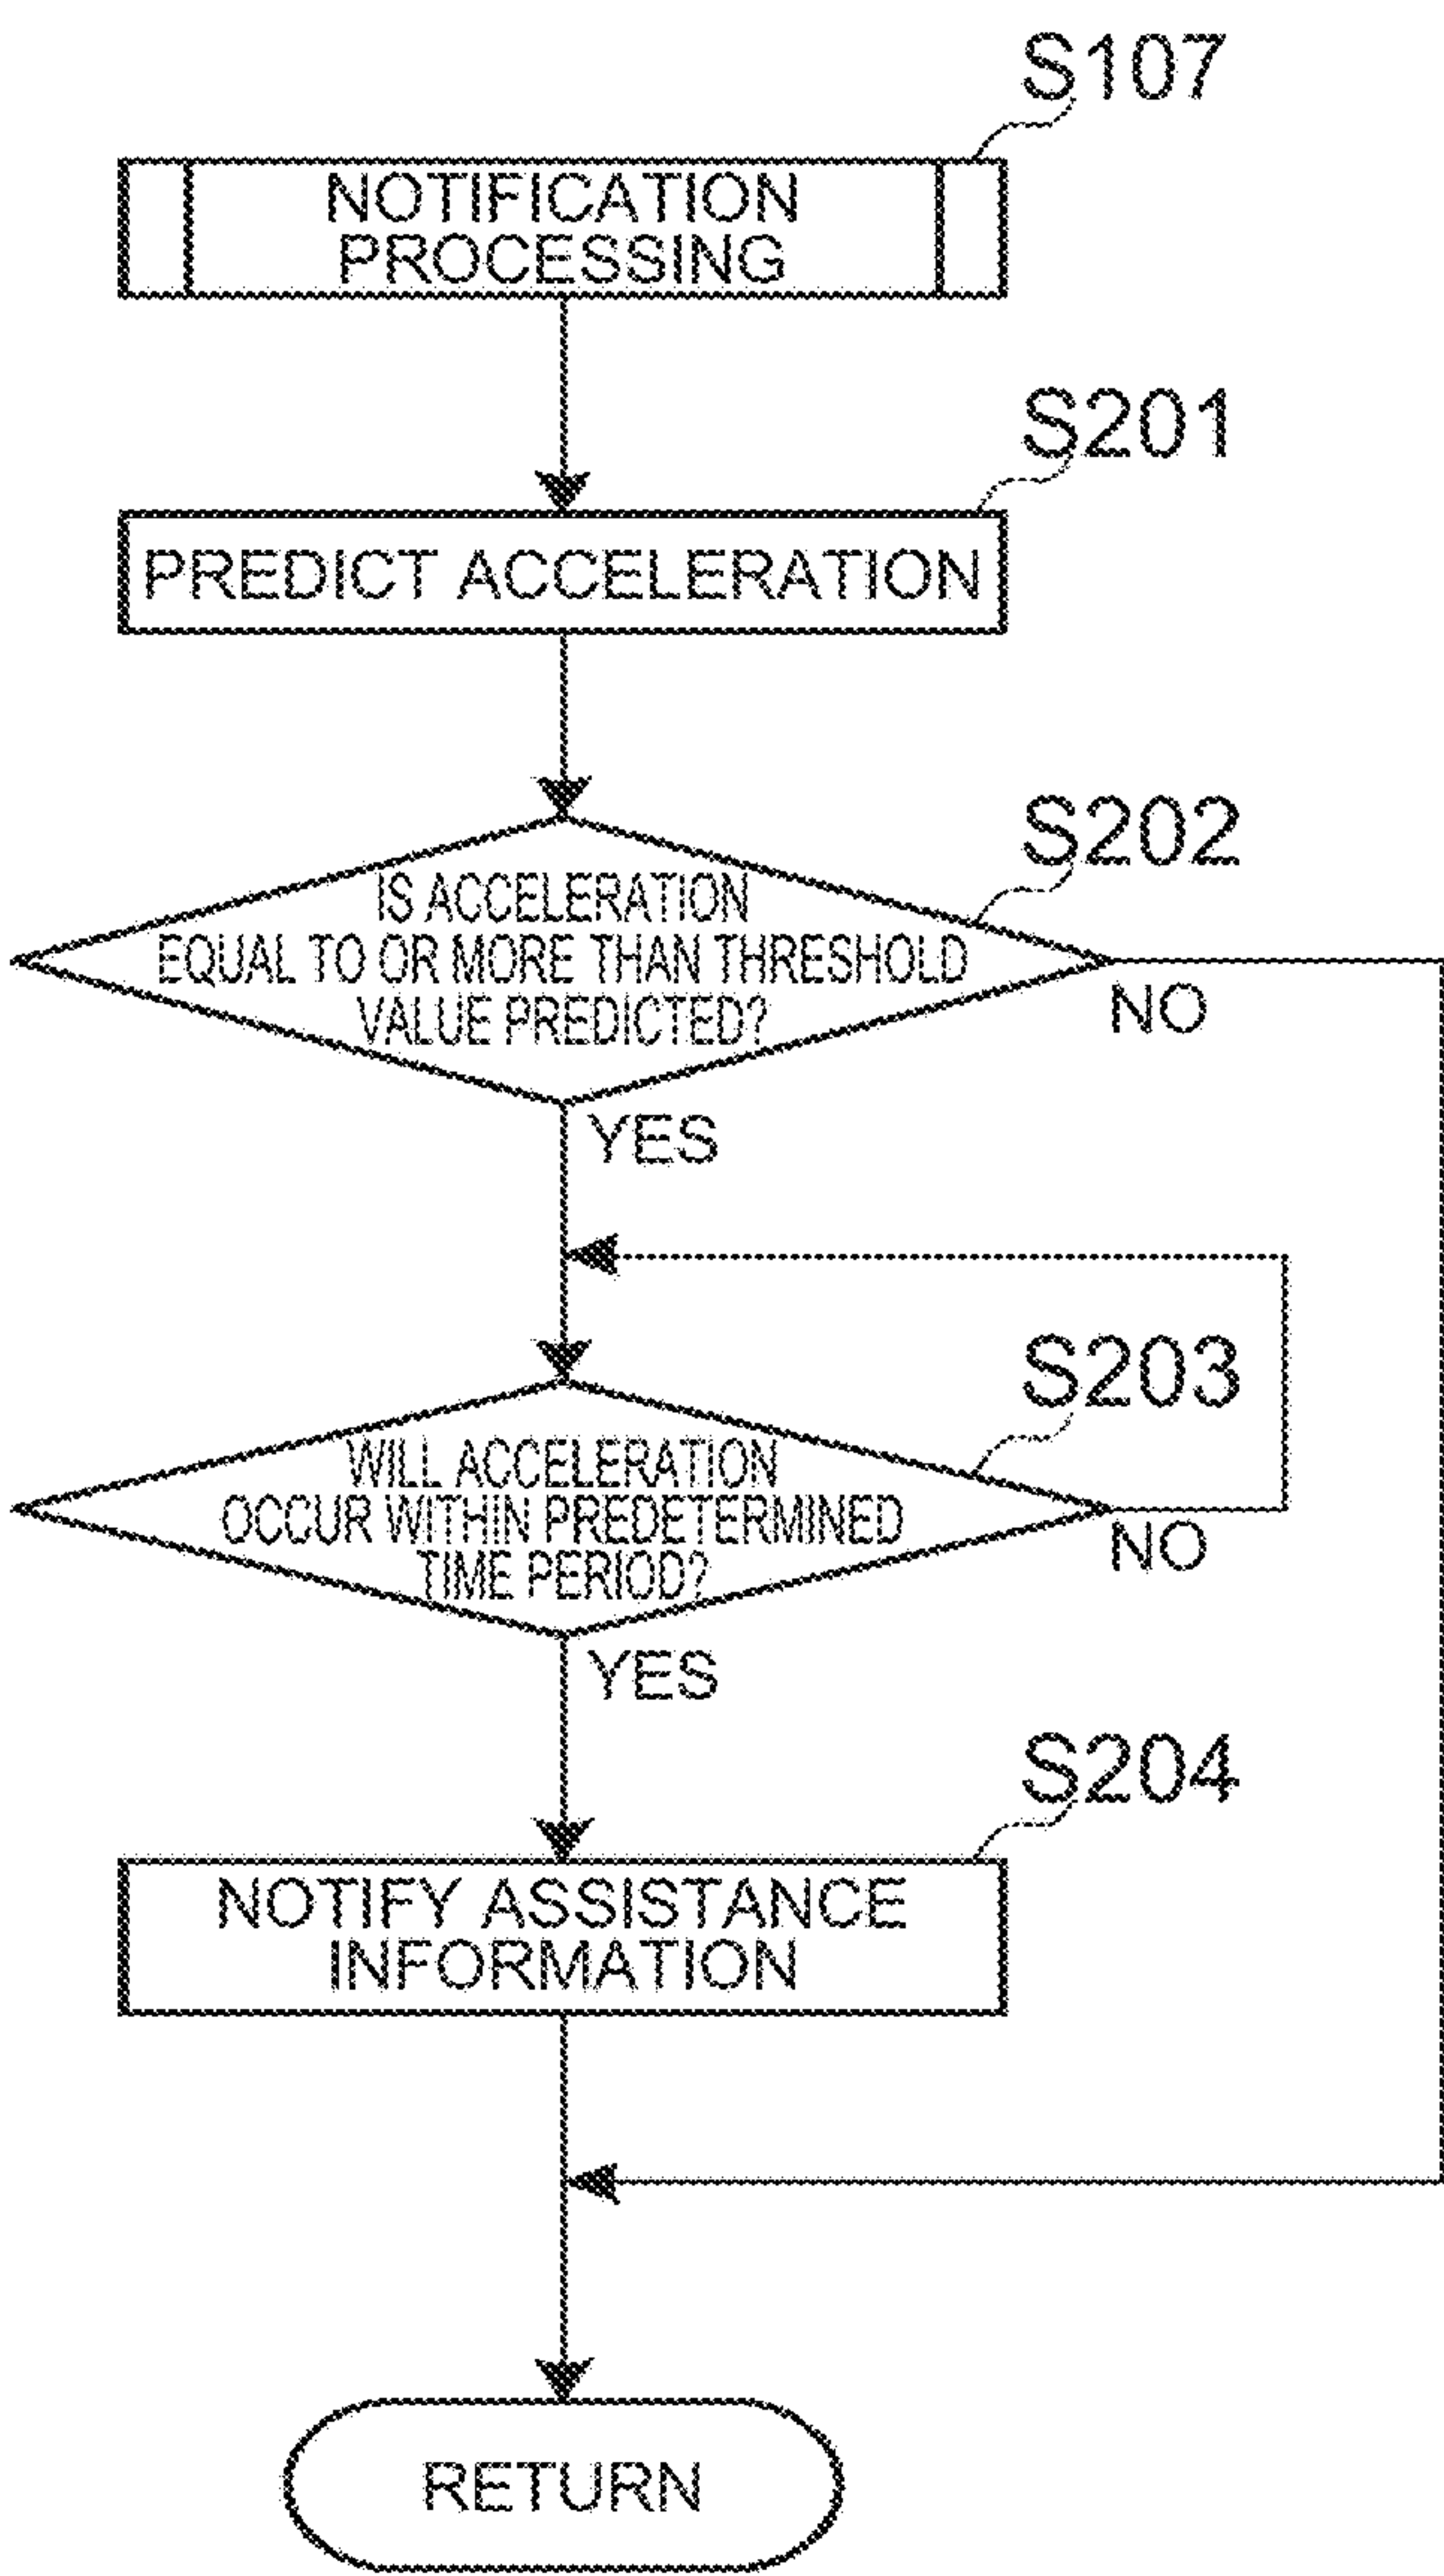 S107
NOTIFICATION
PROCESSING
S201
PREDICT ACCELERATION
S202
IS ACCELERATION
EQUAL TO OR MORE THAN THRESHOLD
VALUE PREDICTED?
NO
YES
S203
WILL ACCELERATION
OCCUR WITHIN PREDETERMINED
TIME PERIOD?
NO
YES
S204
NOTIFY ASSISTANCE
INFORMATION
RETURN